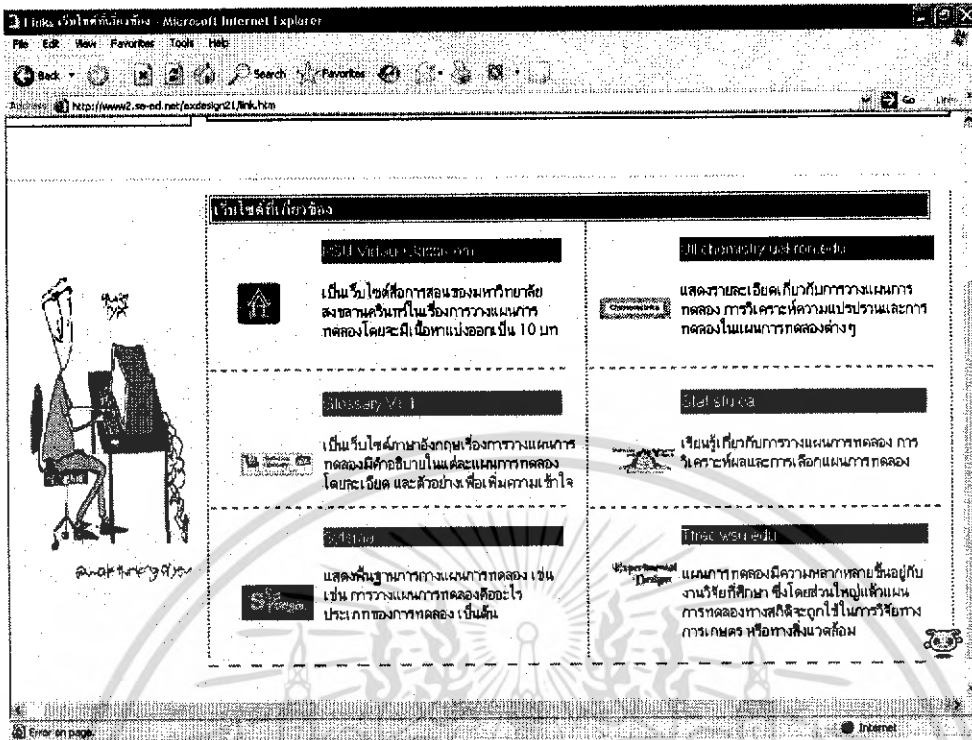 Links เว็บไซต์ที่เกี่ยวข้อง - Microsoft Internet Explorer
File Edit View Favorites Tools Help
Back Search Favorites
Address http://www2.se-ed.net/exdesign21/link.htm Go Links
เว็บไซต์ที่เกี่ยวข้อง
เป็นเว็บไซต์สื่อการสอนของมหาวิทยาลัย
สงขลานครินทร์ในเรื่องการวางแผนการ
ทดลองโดยจะมีเนื้อหาแบ่งออกเป็น 10 บท
Chemometrics
แสดงรายละเอียดเกี่ยวกับการวางแผนการ
ทดลอง การวิเคราะห์ความแปรปรวนและการ
ทดลองในแผนการทดลองต่างๆ
Glossary V1.1
เป็นเว็บไซต์ภาษาอังกฤษเรื่องการวางแผนการ
ทดลองมีคำอธิบายในแต่ละแผนการทดลอง
โดยละเอียด และตัวอย่างเพื่อเพิ่มความเข้าใจ
เรียนรู้เกี่ยวกับการวางแผนการทดลอง การ
วิเคราะห์ผลและการเลือกแผนการทดลอง
แสดงพื้นฐานการกางแผนการทดลอง เช่น
เช่น การวางแผนการทดลองคืออะไร
ประเภทของการทดลอง เป็นต้น
Trec wsu edu
Experimental
Design
แผนการทดลองมีความหลากหลายขึ้นอยู่กับ
งานวิจัยที่ศึกษา ซึ่งโดยส่วนใหญ่แล้วแผน
การทดลองทางสถิติจะถูกใช้ในการวิจัยทาง
การเกษตร หรือทางสิ่งแวดล้อม
Error on page.
Internet